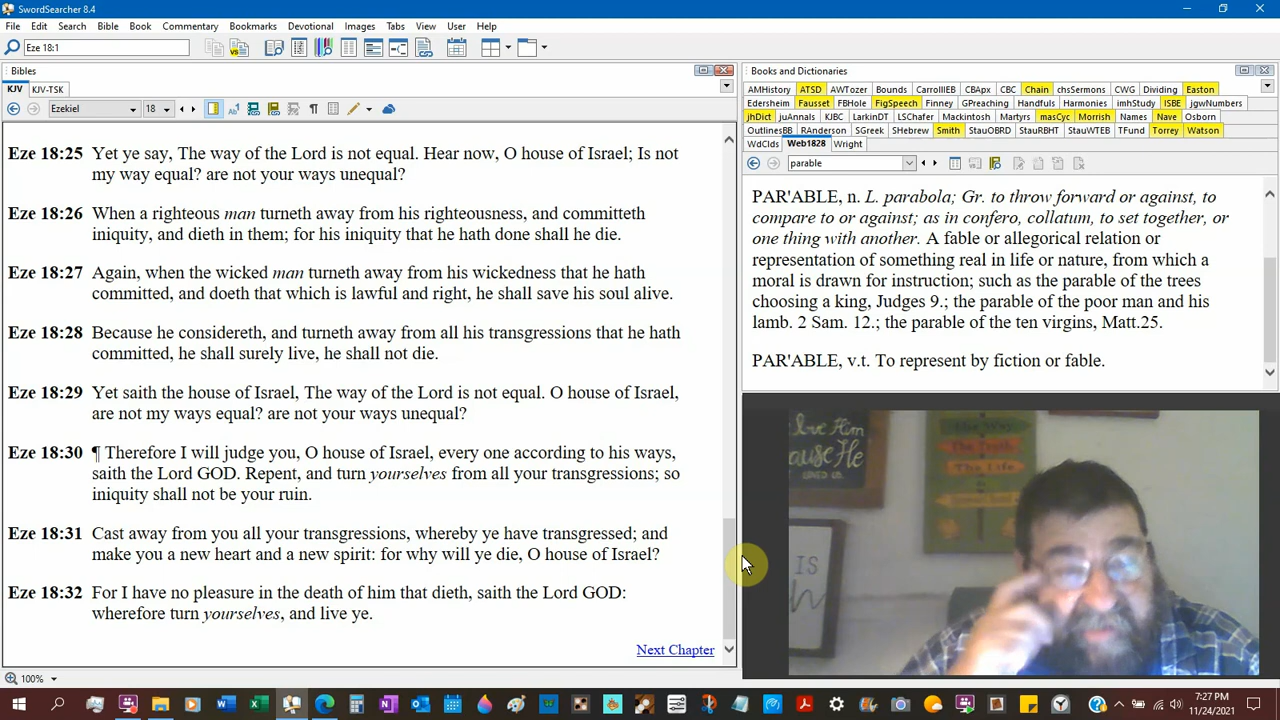 SwordSearcher 8.4
File Edit Search Bible Book Commentary Bookmarks Devotional Images Tabs View User Help
Eze 18:1
Bibles
KJV KJV-TSK
Ezekiel 18
Eze 18:25 Yet ye say, The way of the Lord is not equal. Hear now, O house of Israel; Is not
my way equal? are not your ways unequal?
Eze 18:26 When a righteous man turneth away from his righteousness, and committeth
iniquity, and dieth in them; for his iniquity that he hath done shall he die.
Eze 18:27 Again, when the wicked man turneth away from his wickedness that he hath
committed, and doeth that which is lawful and right, he shall save his soul alive.
Eze 18:28 Because he considereth, and turneth away from all his transgressions that he hath
committed, he shall surely live, he shall not die.
Eze 18:29 Yet saith the house of Israel, The way of the Lord is not equal. O house of Israel,
are not my ways equal? are not your ways unequal?
Eze 18:30 ¶ Therefore I will judge you, O house of Israel, every one according to his ways,
saith the Lord GOD. Repent, and turn yourselves from all your transgressions; so
iniquity shall not be your ruin.
Eze 18:31 Cast away from you all your transgressions, whereby ye have transgressed; and
make you a new heart and a new spirit: for why will ye die, O house of Israel?
Eze 18:32 For I have no pleasure in the death of him that dieth, saith the Lord GOD:
wherefore turn yourselves, and live ye.
Next Chapter
100%
Books and Dictionaries
AMHistory ATSD AWTozer Bounds CarrollIEB CBApx CBC Chain chsSermons CWG Dividing Easton
Edersheim Fausset FBHole FigSpeech Finney GPreaching Handfuls Harmonies imhStudy ISBE jgwNumbers
jhDict juAnnals KJBC LarkinDT LSChafer Mackintosh Martyrs masCyc Morrish Names Nave Osborn
OutlinesBB RAnderson SGreek SHebrew Smith StauOBRD StauRBHT StauWTEB TFund Torrey Watson
WadClds Web1828 Wright
parable
PAR'ABLE, n. L. parabola; Gr. to throw forward or against, to
compare to or against; as in confero, collatum, to set together, or
one thing with another. A fable or allegorical relation or
representation of something real in life or nature, from which a
moral is drawn for instruction; such as the parable of the trees
choosing a king, Judges 9.; the parable of the poor man and his
lamb. 2 Sam. 12.; the parable of the ten virgins, Matt.25.
PAR'ABLE, v.t. To represent by fiction or fable.
love Him
cause He
The Way
The Truth
The Life
IS
7:27 PM
11/24/2021